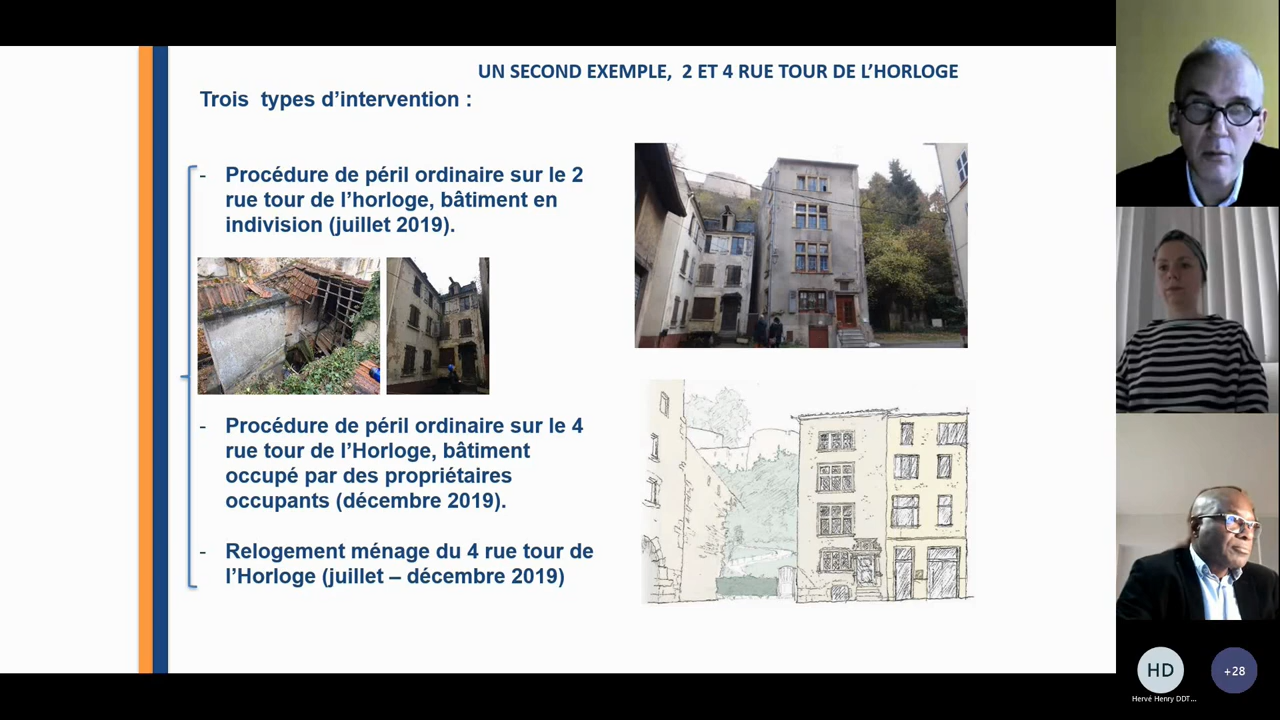 UN SECOND EXEMPLE, 2 ET 4 RUE TOUR DE L’HORLOGE
Trois types d’intervention :
- Procédure de péril ordinaire sur le 2
rue tour de l’horloge, bâtiment en
indivision (juillet 2019).
- Procédure de péril ordinaire sur le 4
rue tour de l’Horloge, bâtiment
occupé par des propriétaires
occupants (décembre 2019).
- Relogement ménage du 4 rue tour de
l’Horloge (juillet – décembre 2019)
HD
+28
Hervé Henry DDT...